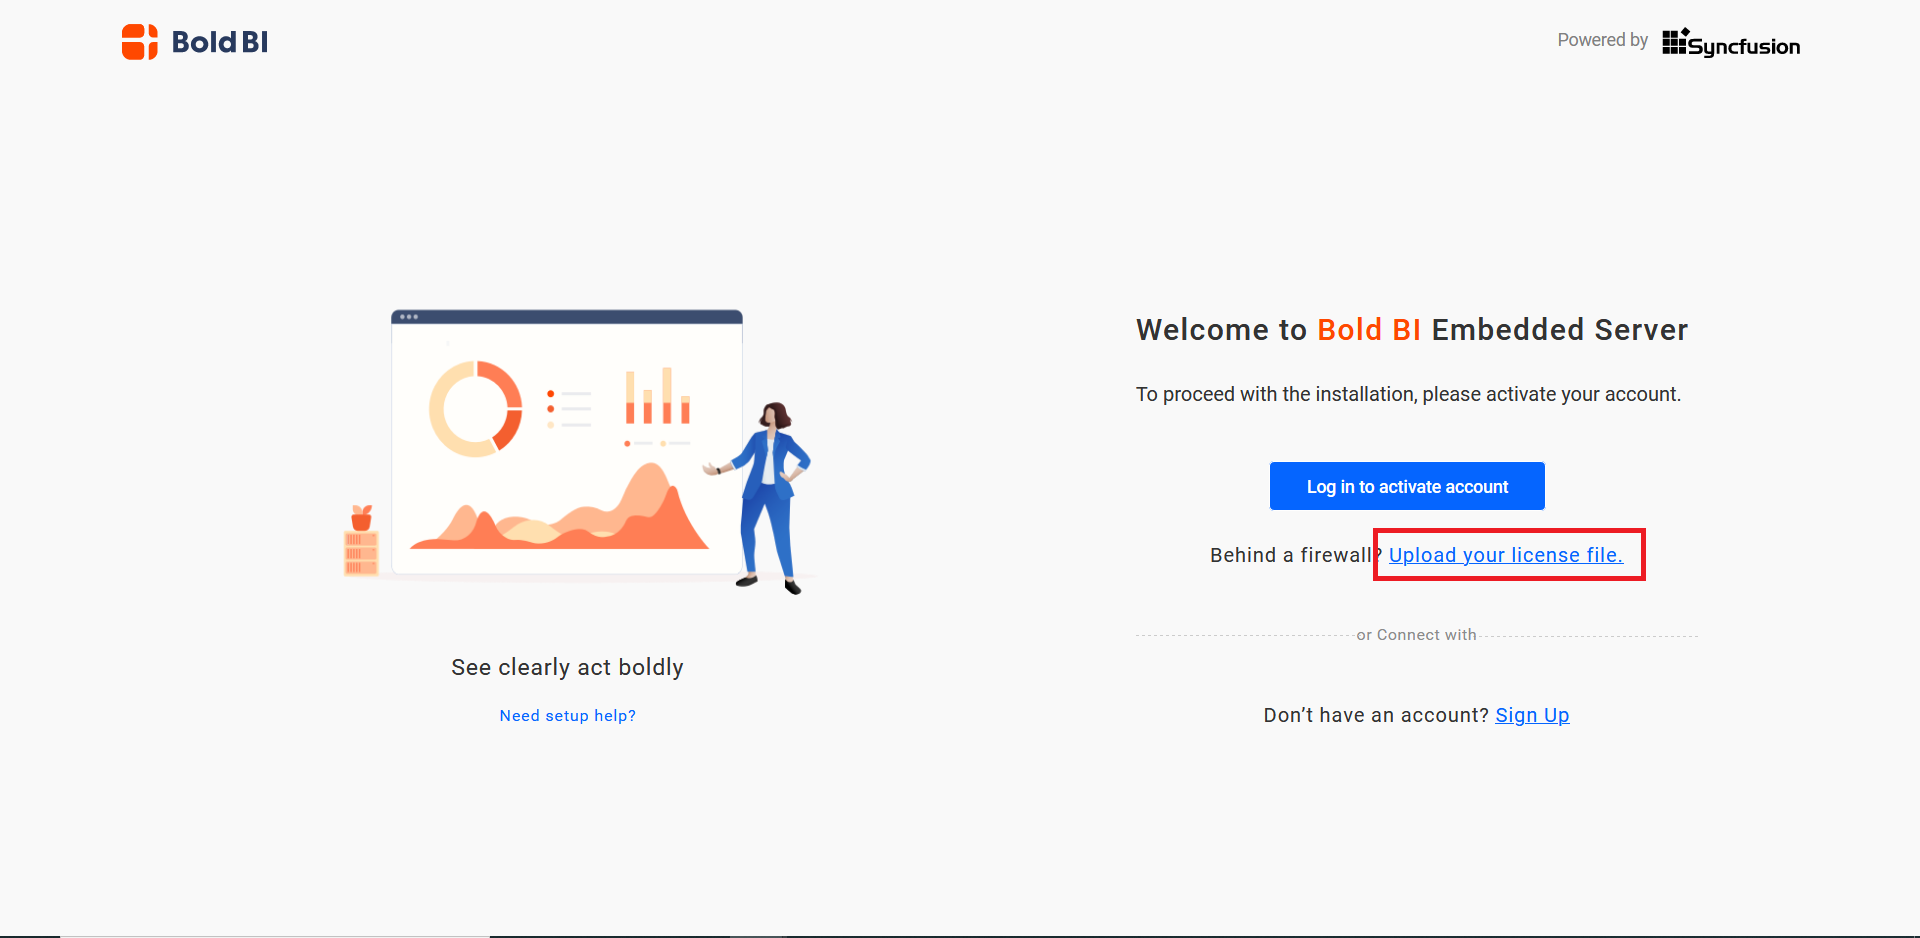 Bold BI
Powered by Syncfusion
Welcome to Bold BI Embedded Server
To proceed with the installation, please activate your account.
Log in to activate account
Behind a firewall? Upload your license file.
or Connect with
Don’t have an account? Sign Up
See clearly act boldly
Need setup help?